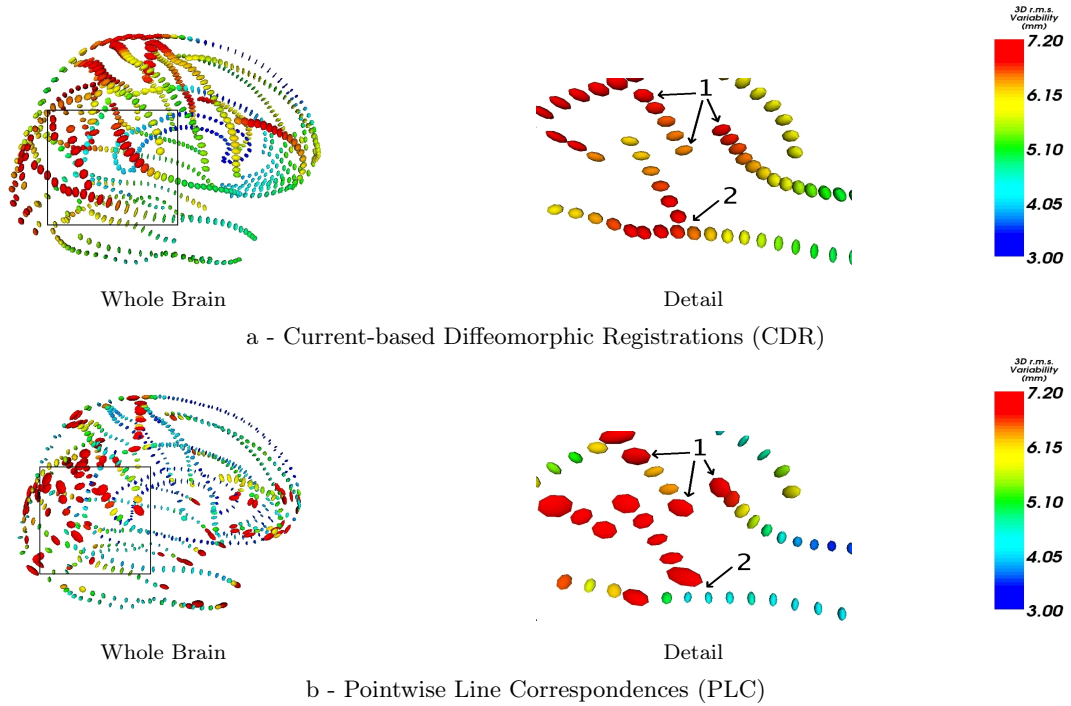 3D r.m.s.
Variability
(mm)
7.20
6.15
5.10
4.05
3.00
1
2
Whole Brain
Detail
a - Current-based Diffeomorphic Registrations (CDR)
3D r.m.s.
Variability
(mm)
7.20
6.15
5.10
4.05
3.00
1
2
Whole Brain
Detail
b - Pointwise Line Correspondences (PLC)